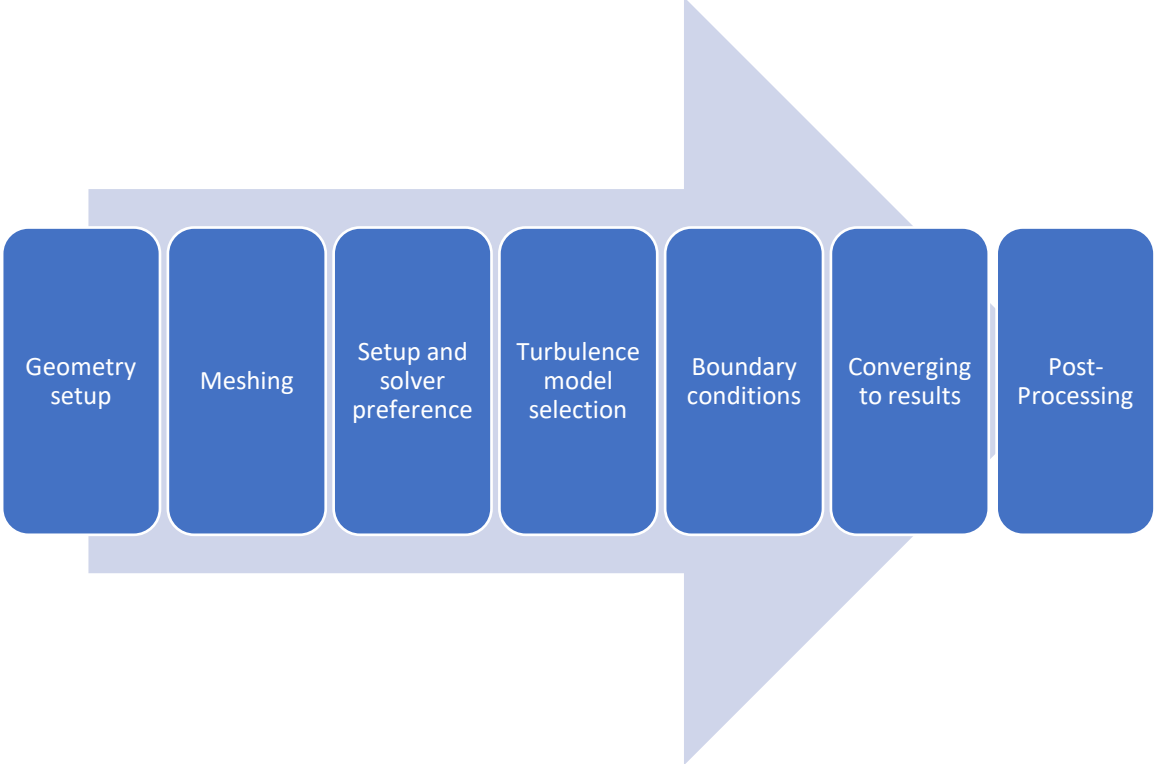 Geometry
setup
Meshing
Setup and
solver
preference
Turbulence
model
selection
Boundary
conditions
Converging
to results
Post-
Processing